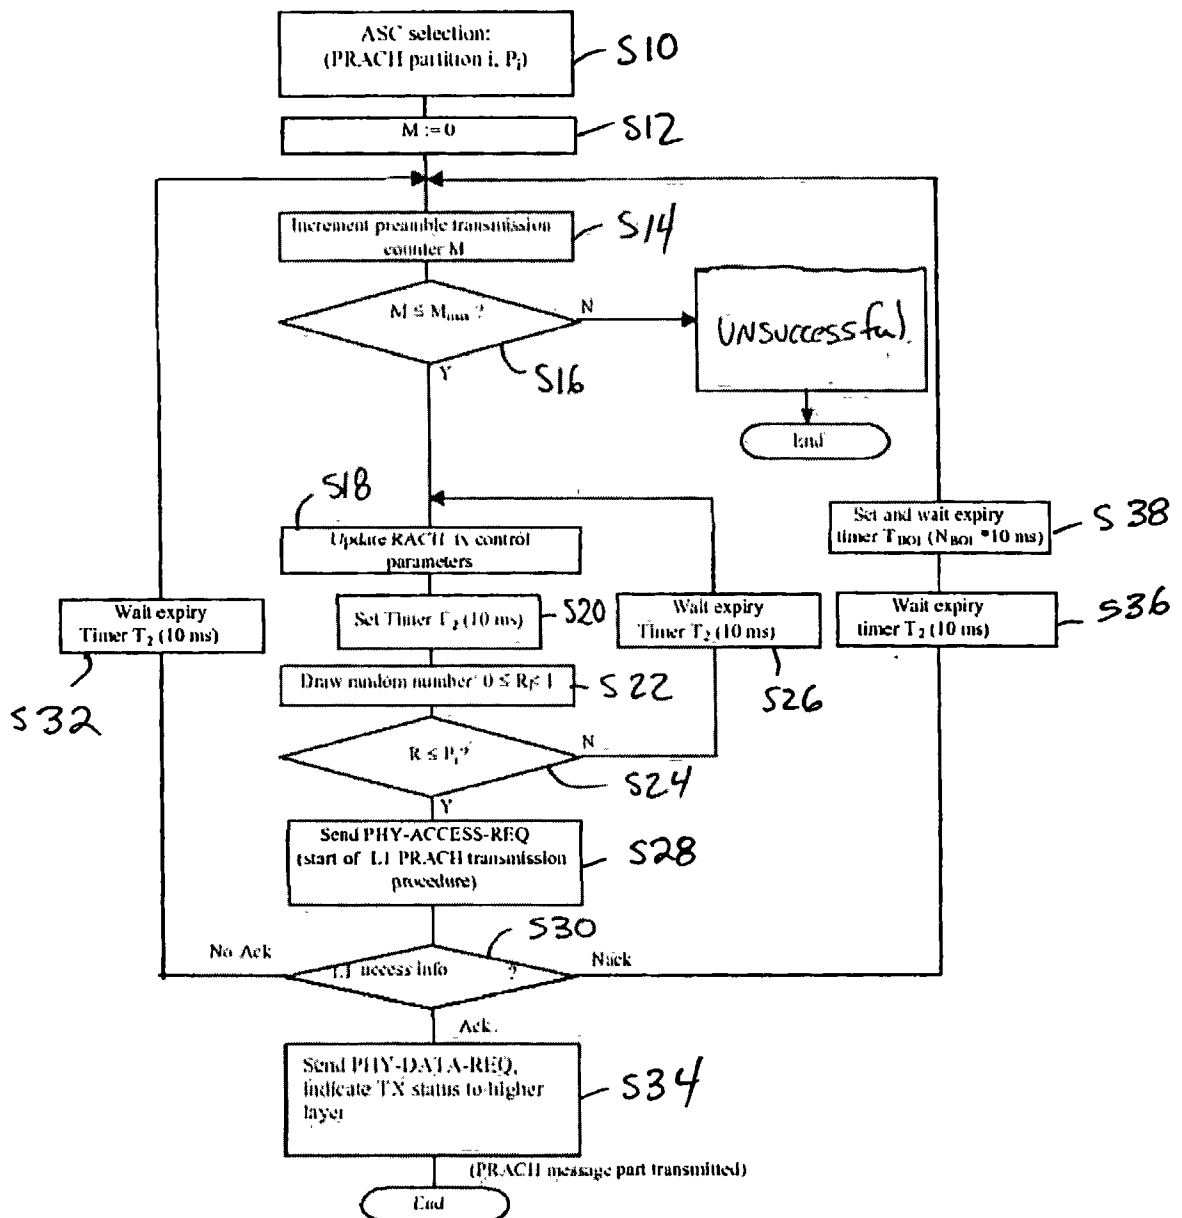 ASC selection:
(PRACH partition i, Pi)
S10
M := 0
S12
Increment preamble transmission
counter M
S14
M ≤ Mmax ?
N
Y
S16
UNSUCCESSFUL
End
S18
Update RACH tx control
parameters
Set and wait expiry
timer TBO1 (NBO1 *10 ms)
S38
Wait expiry
Timer T2 (10 ms)
S32
Set Timer T2 (10 ms)
S20
Wait expiry
Timer T2 (10 ms)
S26
Wait expiry
timer T2 (10 ms)
S36
Draw random number 0 ≤ Ri< 1
S22
R ≤ Pi?
N
Y
S24
Send PHY-ACCESS-REQ
(start of L1 PRACH transmission
procedure)
S28
S30
No Ack
L1 access info ?
Nack
Ack.
Send PHY-DATA-REQ,
indicate TX status to higher
layer
S34
(PRACH message part transmitted)
End